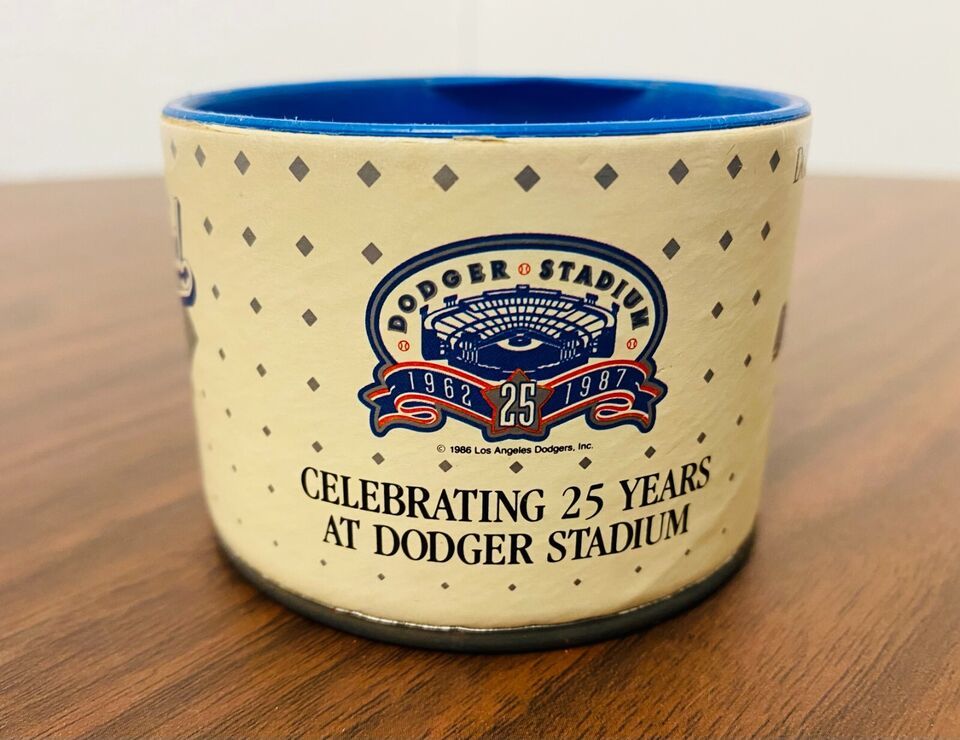 DODGER STADIUM
1962 25 1987
© 1986 Los Angeles Dodgers, Inc.
CELEBRATING 25 YEARS
AT DODGER STADIUM